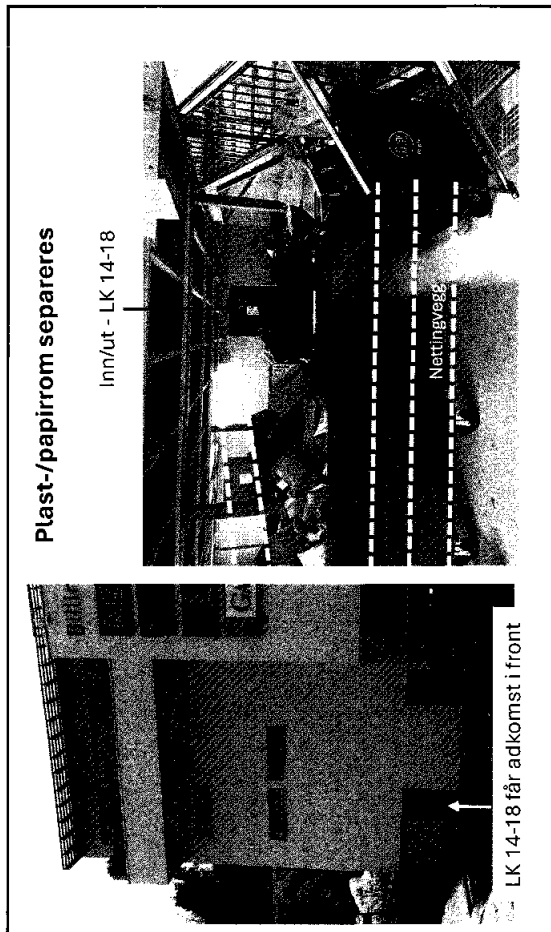 Plast-/papirrom separeres
Inn/ut - LK 14-18
Nettingvegg
LK 14-18 får adkomst i front